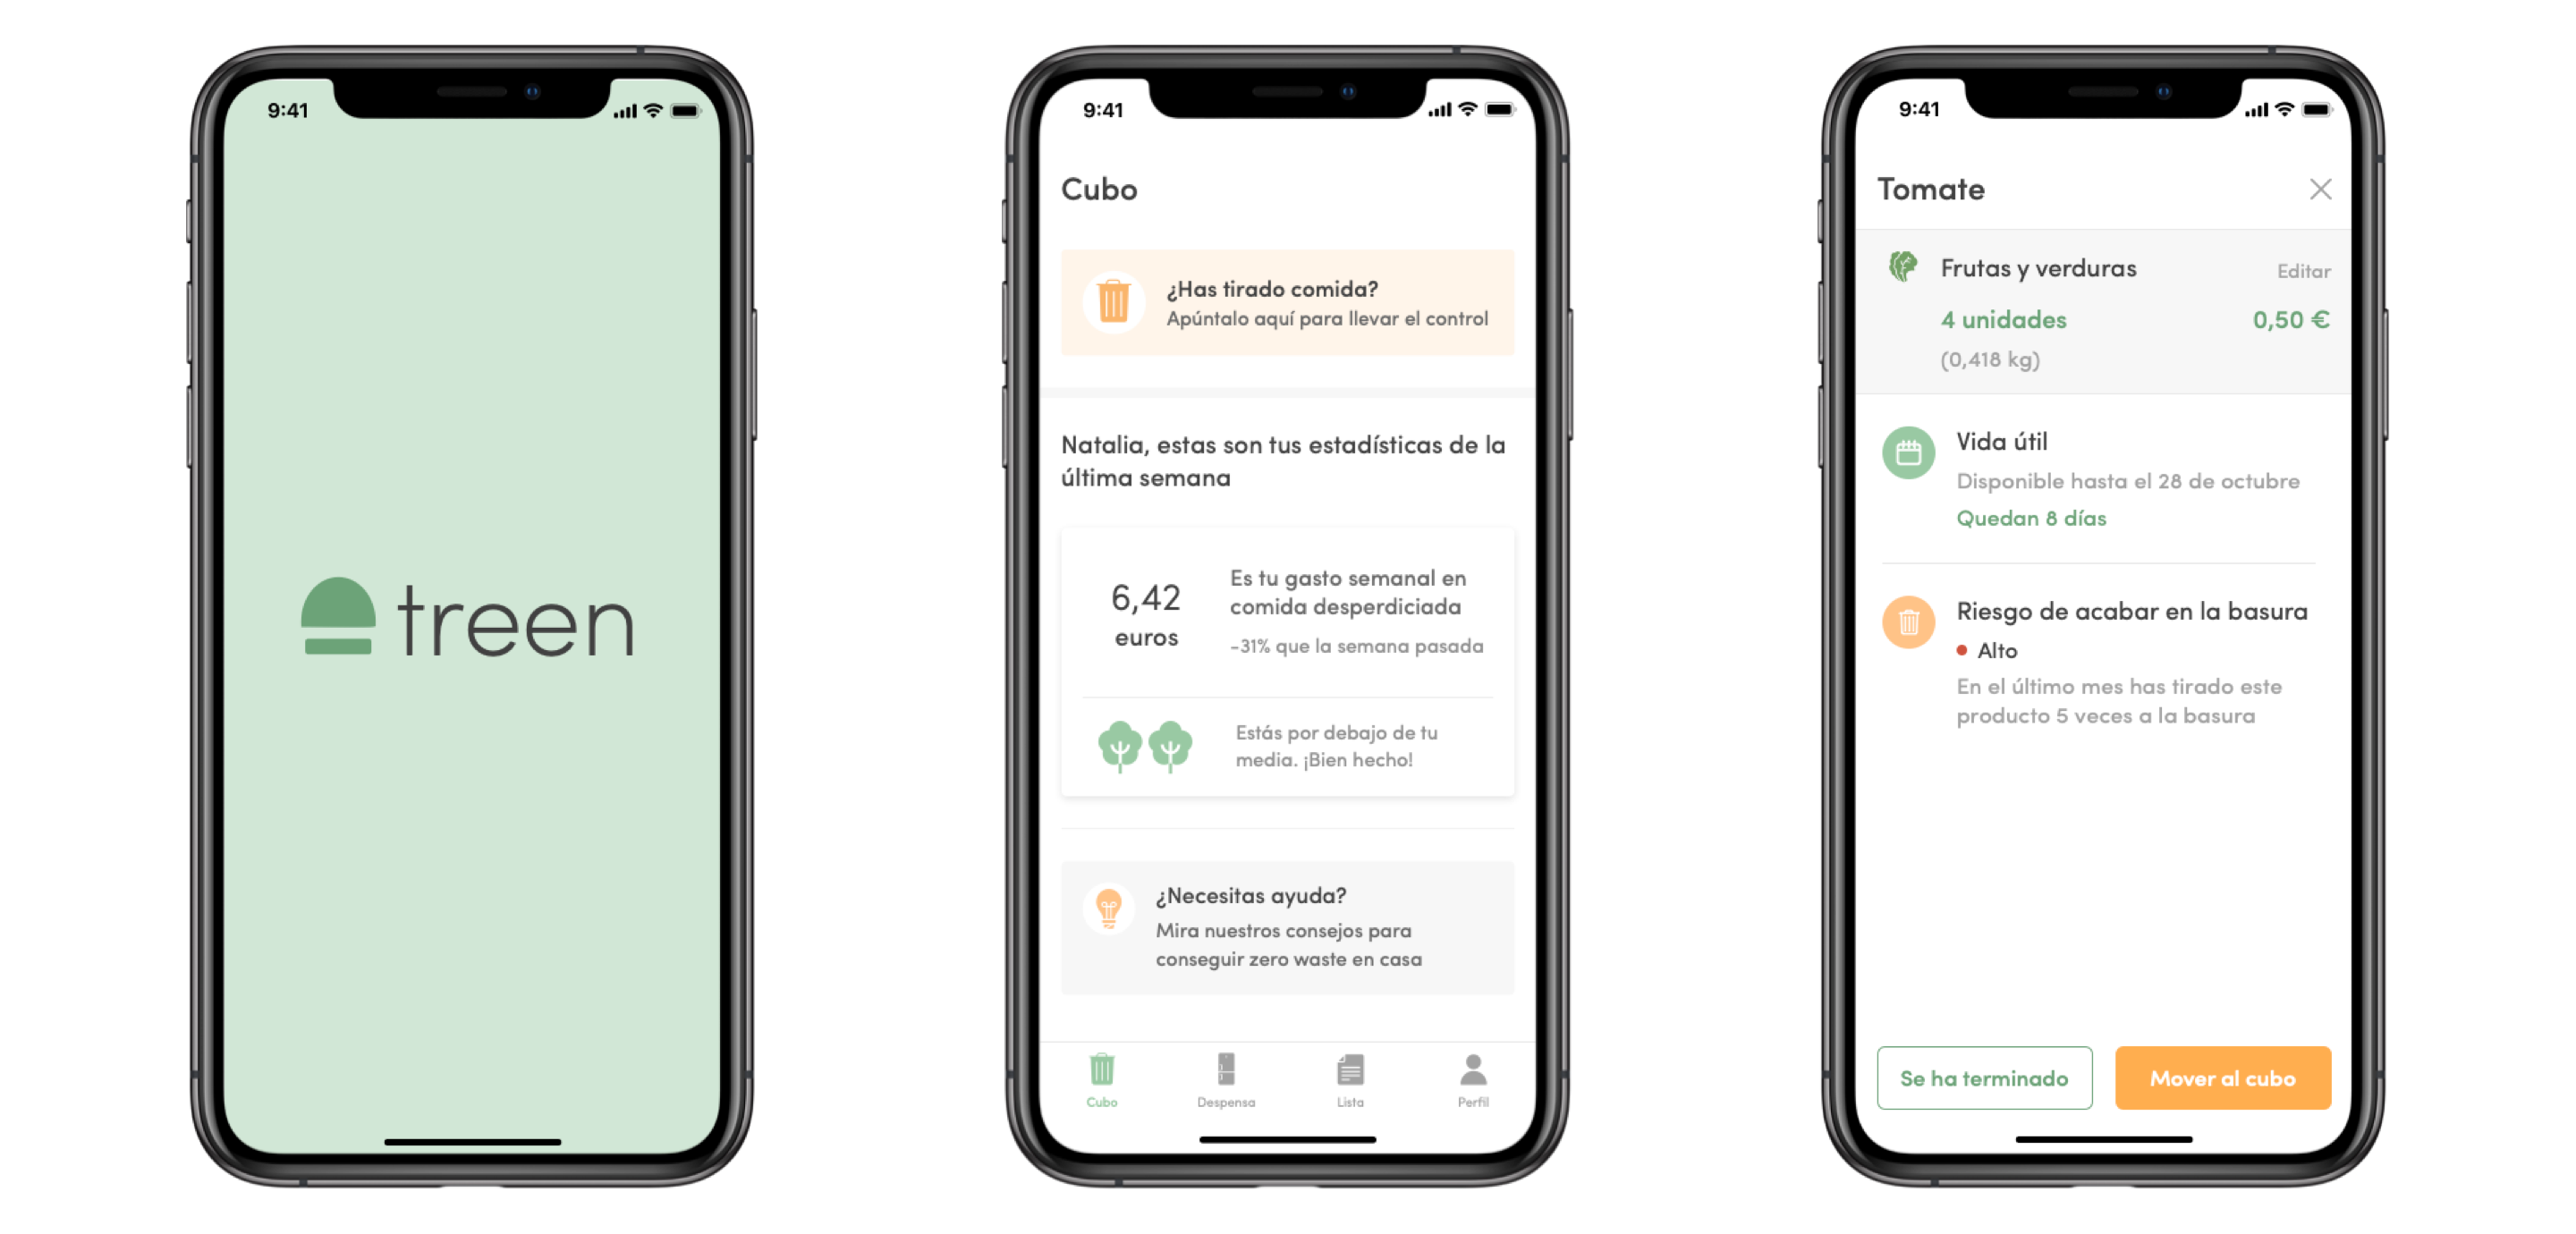 9:41
treen
9:41
Cubo
¿Has tirado comida?
Apúntalo aquí para llevar el control
Natalia, estas son tus estadísticas de la
última semana
6,42
euros
Es tu gasto semanal en
comida desperdiciada
-31% que la semana pasada
Estás por debajo de tu
media. ¡Bien hecho!
¿Necesitas ayuda?
Mira nuestros consejos para
conseguir zero waste en casa
Cubo
Despensa
Lista
Perfil
9:41
Tomate
Frutas y verduras
Editar
4 unidades
0,50 €
(0,418 kg)
Vida útil
Disponible hasta el 28 de octubre
Quedan 8 días
Riesgo de acabar en la basura
Alto
En el último mes has tirado este
producto 5 veces a la basura
Se ha terminado
Mover al cubo